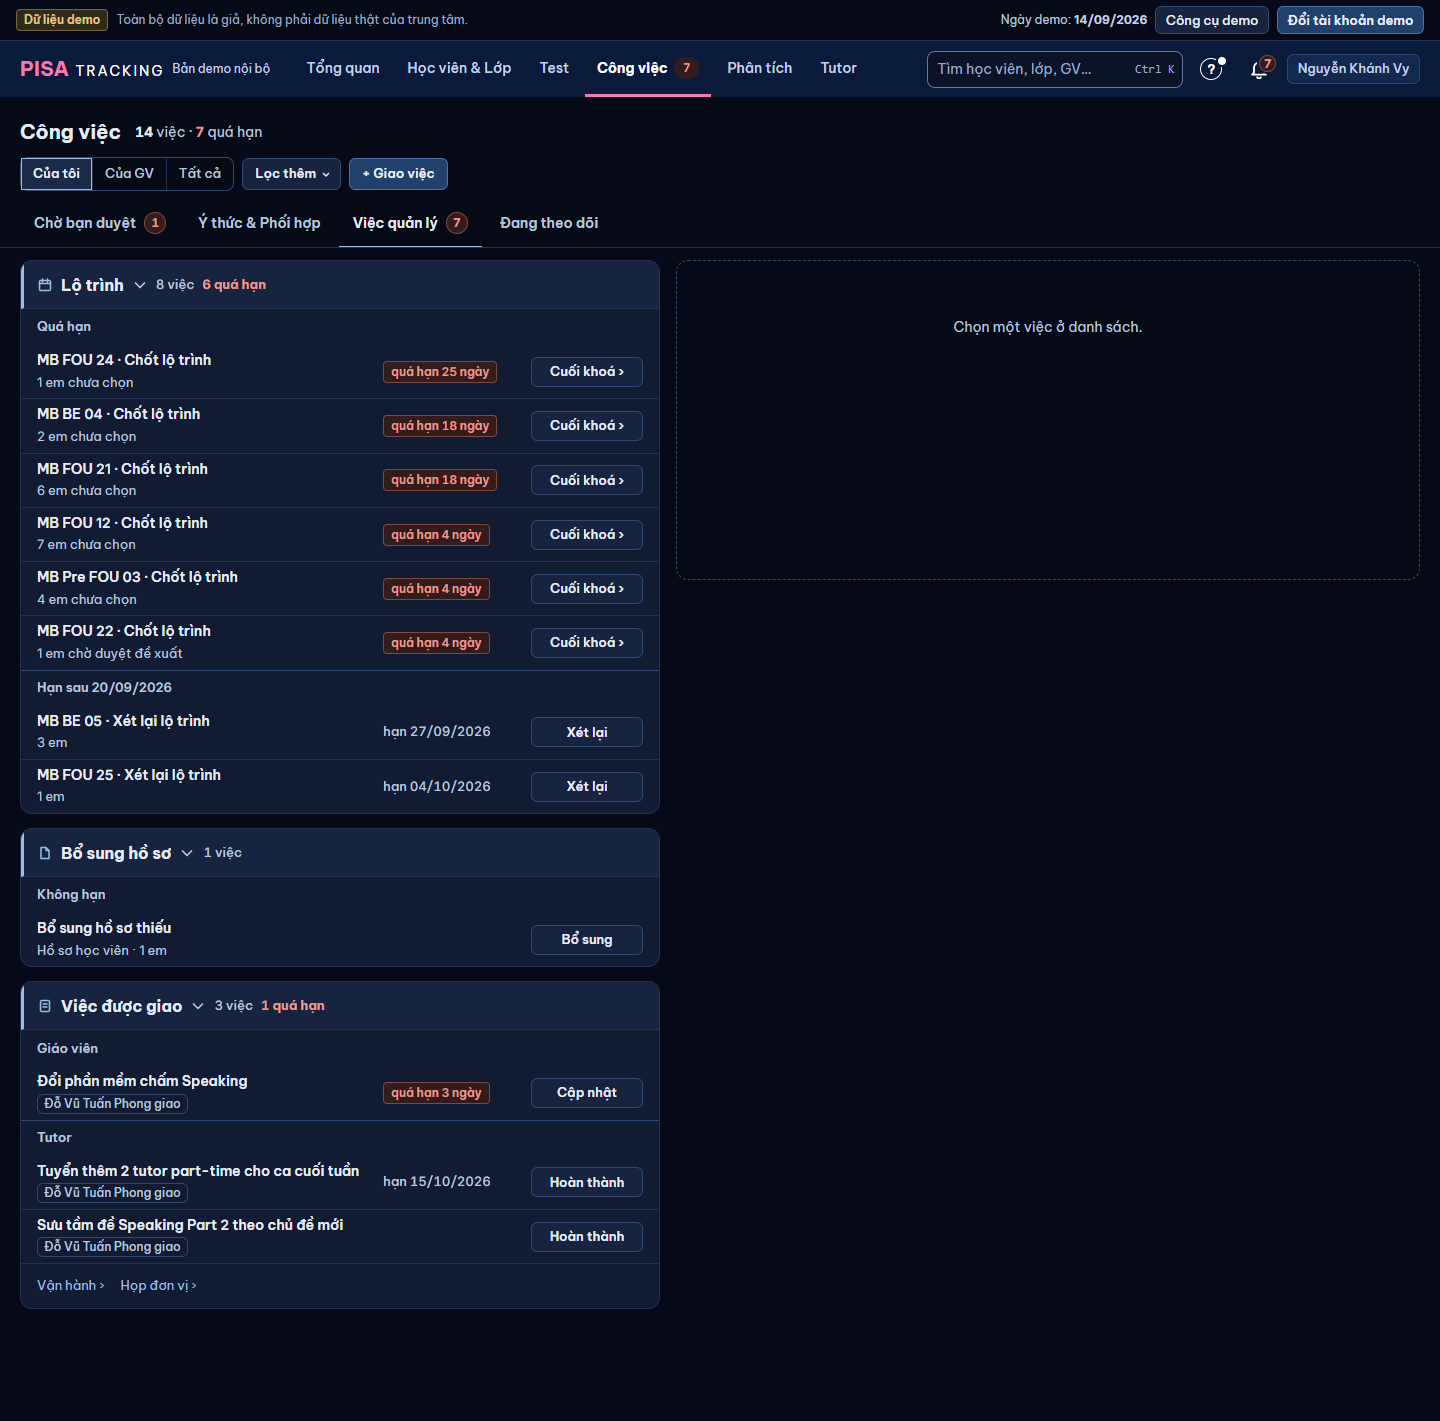 Dữ liệu demo Toàn bộ dữ liệu là giả, không phải dữ liệu thật của trung tâm. Ngày demo: 14/09/2026 Công cụ demo Đổi tài khoản demo
PISA TRACKING Bản demo nội bộ Tổng quan Học viên & Lớp Test Công việc 7 Phân tích Tutor Tìm học viên, lớp, GV... Ctrl K ? 7 Nguyễn Khánh Vy
Công việc 14 việc · 7 quá hạn
Của tôi Của GV Tất cả Lọc thêm + Giao việc
Chờ bạn duyệt 1 Ý thức & Phối hợp Việc quản lý 7 Đang theo dõi
Lộ trình 8 việc 6 quá hạn
Quá hạn
MB FOU 24 · Chốt lộ trình
1 em chưa chọn
quá hạn 25 ngày Cuối khoá ›
MB BE 04 · Chốt lộ trình
2 em chưa chọn
quá hạn 18 ngày Cuối khoá ›
MB FOU 21 · Chốt lộ trình
6 em chưa chọn
quá hạn 18 ngày Cuối khoá ›
MB FOU 12 · Chốt lộ trình
7 em chưa chọn
quá hạn 4 ngày Cuối khoá ›
MB Pre FOU 03 · Chốt lộ trình
4 em chưa chọn
quá hạn 4 ngày Cuối khoá ›
MB FOU 22 · Chốt lộ trình
1 em chờ duyệt đề xuất
quá hạn 4 ngày Cuối khoá ›
Hạn sau 20/09/2026
MB BE 05 · Xét lại lộ trình
3 em
hạn 27/09/2026 Xét lại
MB FOU 25 · Xét lại lộ trình
1 em
hạn 04/10/2026 Xét lại
Bổ sung hồ sơ 1 việc
Không hạn
Bổ sung hồ sơ thiếu
Hồ sơ học viên · 1 em
Bổ sung
Việc được giao 3 việc 1 quá hạn
Giáo viên
Đổi phần mềm chấm Speaking
Đỗ Vũ Tuấn Phong giao
quá hạn 3 ngày Cập nhật
Tutor
Tuyển thêm 2 tutor part-time cho ca cuối tuần
Đỗ Vũ Tuấn Phong giao
hạn 15/10/2026 Hoàn thành
Sưu tầm đề Speaking Part 2 theo chủ đề mới
Đỗ Vũ Tuấn Phong giao
Hoàn thành
Vận hành › Họp đơn vị ›
Chọn một việc ở danh sách.